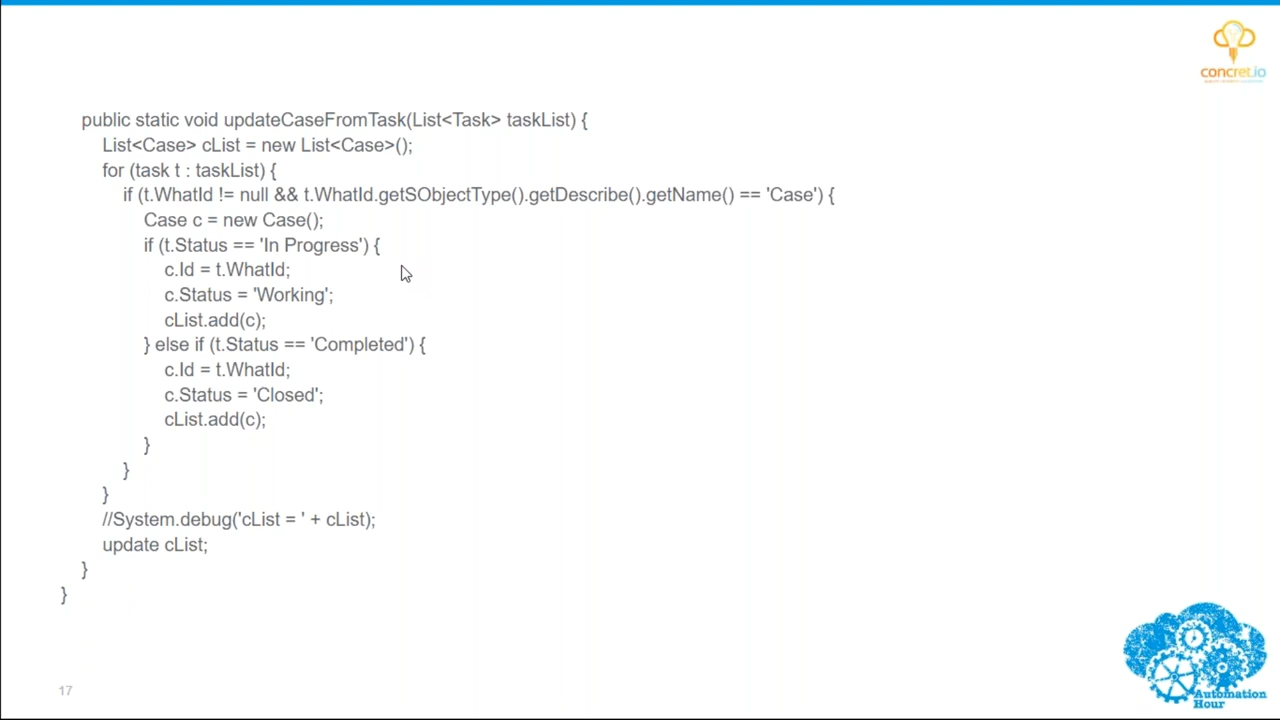 concret.io
public static void updateCaseFromTask(List<Task> taskList) {
List<Case> cList = new List<Case>();
for (task t : taskList) {
if (t.WhatId != null && t.WhatId.getSObjectType().getDescribe().getName() == 'Case') {
Case c = new Case();
if (t.Status == 'In Progress') {
c.Id = t.WhatId;
c.Status = 'Working';
cList.add(c);
} else if (t.Status == 'Completed') {
c.Id = t.WhatId;
c.Status = 'Closed';
cList.add(c);
}
}
}
//System.debug('cList = ' + cList);
update cList;
}
}
17
Automation
Hour